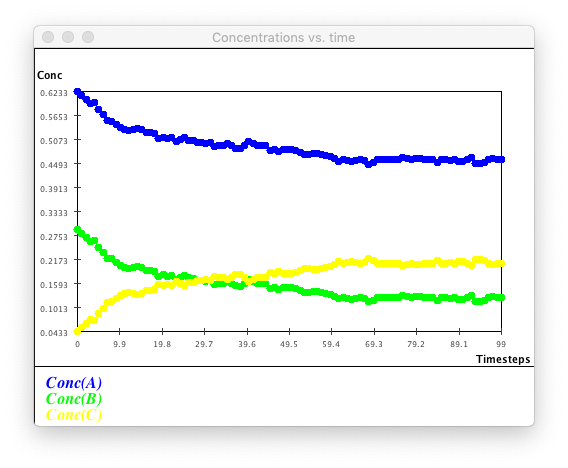 Concentrations vs. time
Conc
0.6233
0.5653
0.5073
0.4493
0.3913
0.3333
0.2753
0.2173
0.1593
0.1013
0.0433
0 9.9 19.8 29.7 39.6 49.5 59.4 69.3 79.2 89.1 99
Timesteps
Conc(A)
Conc(B)
Conc(C)